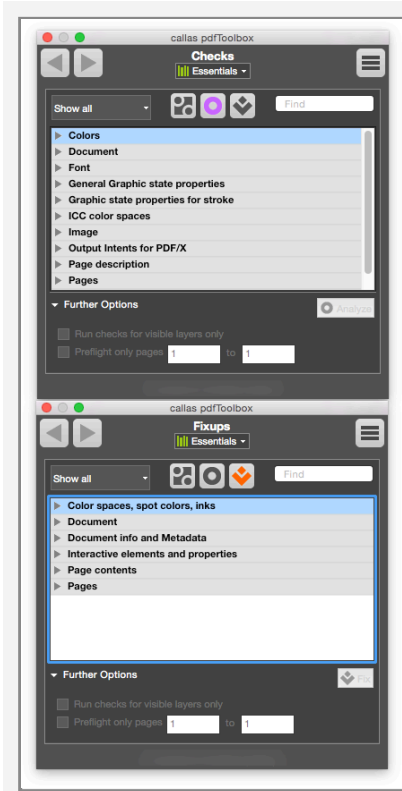 callas pdfToolbox
Checks
Essentials
Show all
Find
Colors
Document
Font
General Graphic state properties
Graphic state properties for stroke
ICC color spaces
Image
Output Intents for PDF/X
Page description
Pages
Further Options
Analyze
Run checks for visible layers only
Preflight only pages 1 to 1
callas pdfToolbox
Fixups
Essentials
Show all
Find
Color spaces, spot colors, inks
Document
Document info and Metadata
Interactive elements and properties
Page contents
Pages
Further Options
Fix
Run checks for visible layers only
Preflight only pages 1 to 1